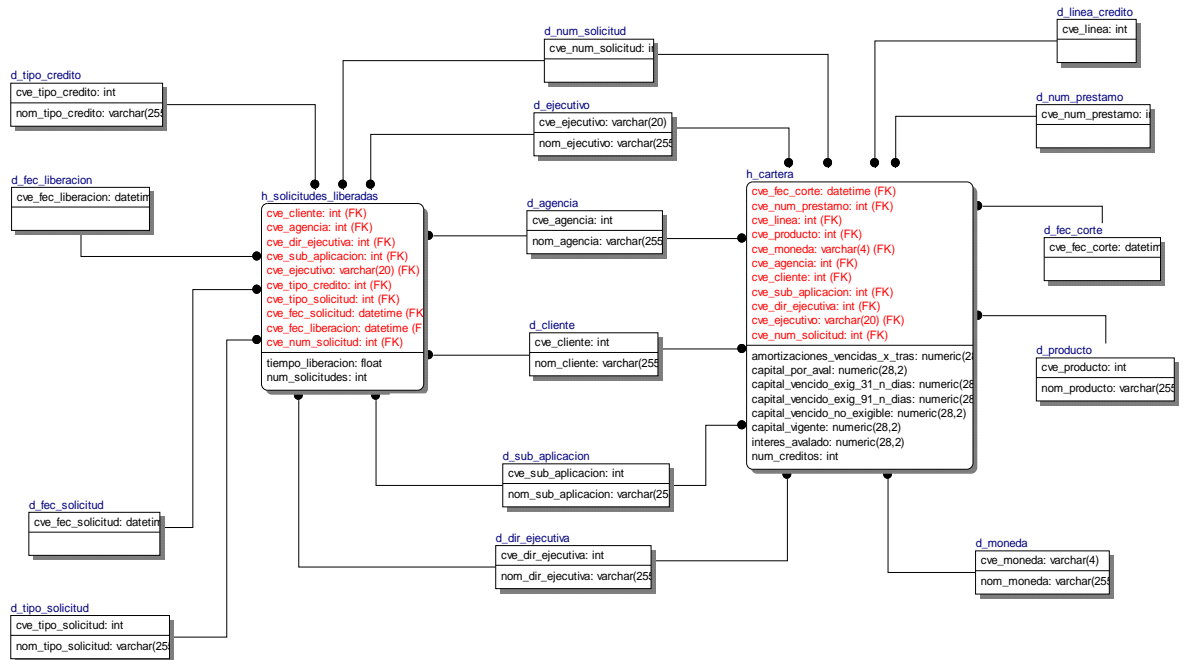 d_linea_credito
cve_linea: int
d_num_solicitud
cve_num_solicitud: in
d_tipo_credito
cve_tipo_credito: int
nom_tipo_credito: varchar(255
d_num_prestamo
cve_num_prestamo: in
d_ejecutivo
cve_ejecutivo: varchar(20)
nom_ejecutivo: varchar(255
d_fec_liberacion
cve_fec_liberacion: datetim
h_solicitudes_liberadas
cve_cliente: int (FK)
cve_agencia: int (FK)
cve_dir_ejecutiva: int (FK)
cve_sub_aplicacion: int (FK)
cve_ejecutivo: varchar(20) (FK)
cve_tipo_credito: int (FK)
cve_tipo_solicitud: int (FK)
cve_fec_solicitud: datetime (FK
cve_fec_liberacion: datetime (F
cve_num_solicitud: int (FK)
tiempo_liberacion: float
num_solicitudes: int
h_cartera
cve_fec_corte: datetime (FK)
cve_num_prestamo: int (FK)
cve_linea: int (FK)
cve_producto: int (FK)
cve_moneda: varchar(4) (FK)
cve_agencia: int (FK)
cve_cliente: int (FK)
cve_sub_aplicacion: int (FK)
cve_dir_ejecutiva: int (FK)
cve_ejecutivo: varchar(20) (FK)
cve_num_solicitud: int (FK)
amortizaciones_vencidas_x_tras: numeric(28
capital_por_aval: numeric(28,2)
capital_vencido_exig_31_n_dias: numeric(28
capital_vencido_exig_91_n_dias: numeric(28
capital_vencido_no_exigible: numeric(28,2)
capital_vigente: numeric(28,2)
interes_avalado: numeric(28,2)
num_creditos: int
d_agencia
cve_agencia: int
nom_agencia: varchar(255
d_fec_corte
cve_fec_corte: datetim
d_cliente
cve_cliente: int
nom_cliente: varchar(255
d_producto
cve_producto: int
nom_producto: varchar(255
d_sub_aplicacion
cve_sub_aplicacion: int
nom_sub_aplicacion: varchar(25
d_fec_solicitud
cve_fec_solicitud: datetim
d_dir_ejecutiva
cve_dir_ejecutiva: int
nom_dir_ejecutiva: varchar(255
d_moneda
cve_moneda: varchar(4)
nom_moneda: varchar(255
d_tipo_solicitud
cve_tipo_solicitud: int
nom_tipo_solicitud: varchar(255